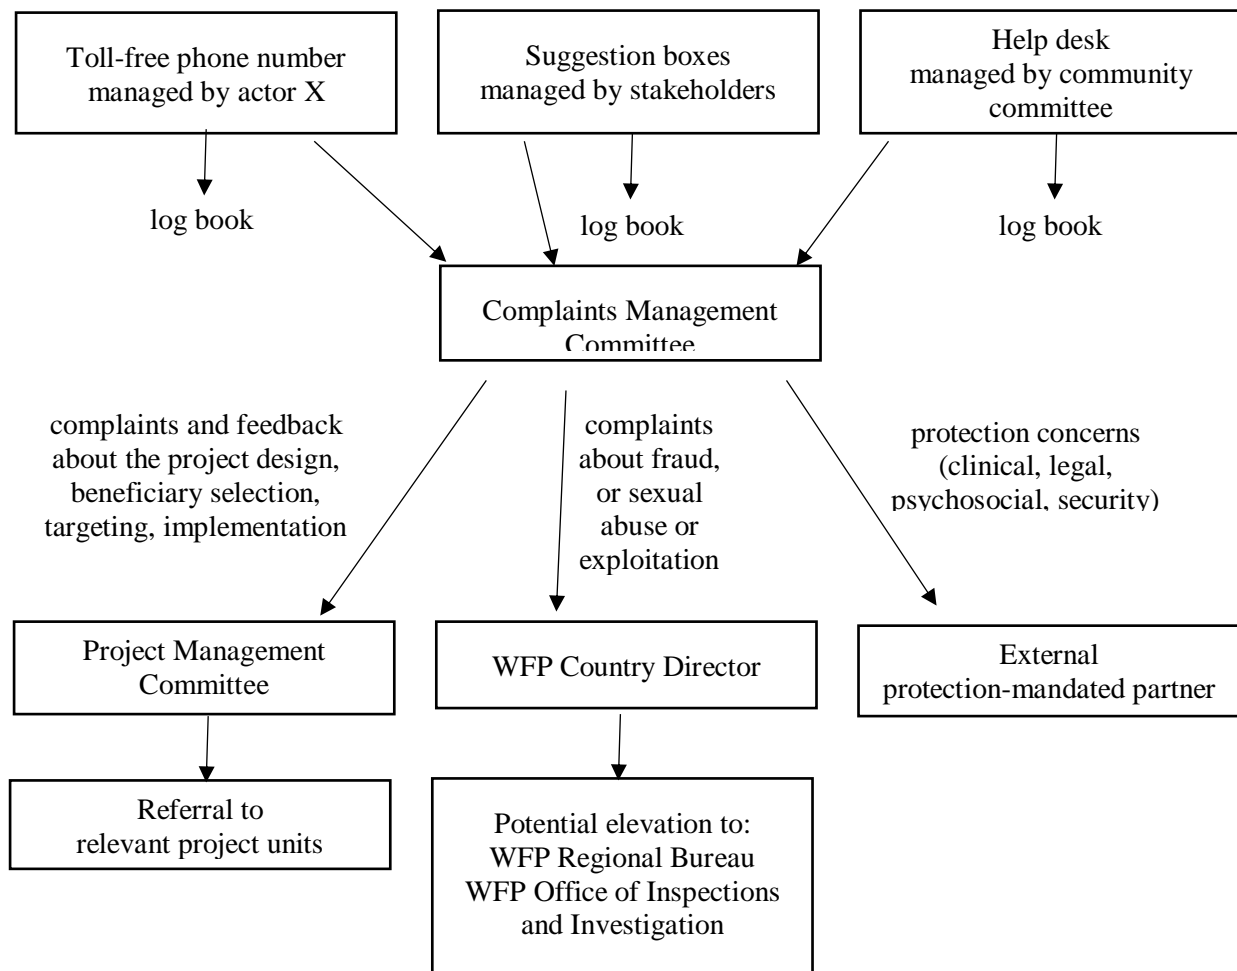 Toll-free phone number
managed by actor X
Suggestion boxes
managed by stakeholders
Help desk
managed by community
committee
log book
log book
log book
Complaints Management
Committee
complaints and feedback
about the project design,
beneficiary selection,
targeting, implementation
complaints
about fraud,
or sexual
abuse or
exploitation
protection concerns
(clinical, legal,
psychosocial, security)
Project Management
Committee
WFP Country Director
External
protection-mandated partner
Referral to
relevant project units
Potential elevation to:
WFP Regional Bureau
WFP Office of Inspections
and Investigation